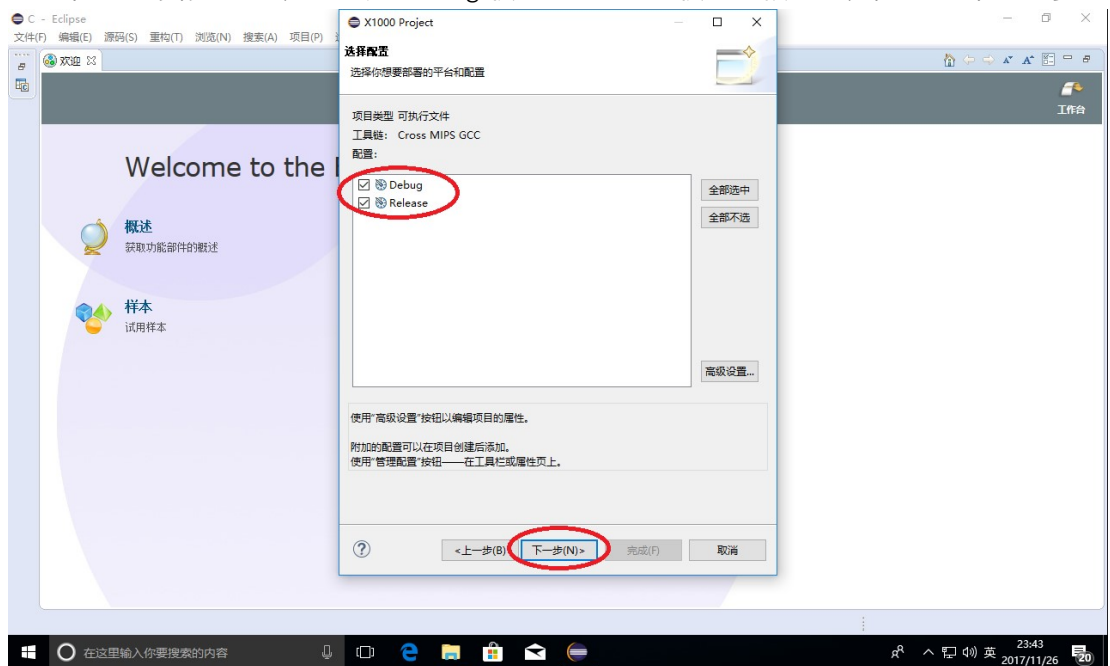 C - Eclipse
文件(F) 编辑(E) 源码(S) 重构(T) 浏览(N) 搜索(A) 项目(P)
欢迎
工作台
Welcome to the
概述
获取功能部件的概述
样本
试用样本
X1000 Project
选择配置
选择你想要部署的平台和配置
项目类型 可执行文件
工具链: Cross MIPS GCC
配置:
Debug
Release
全部选中
全部不选
高级设置...
使用"高级设置"按钮以编辑项目的属性。
附加的配置可以在项目创建后添加。
使用"管理配置"按钮——在工具栏或属性页上。
<上一步(B) 下一步(N)> 完成(F) 取消
在这里输入你要搜索的内容
英
23:43
2017/11/26
20